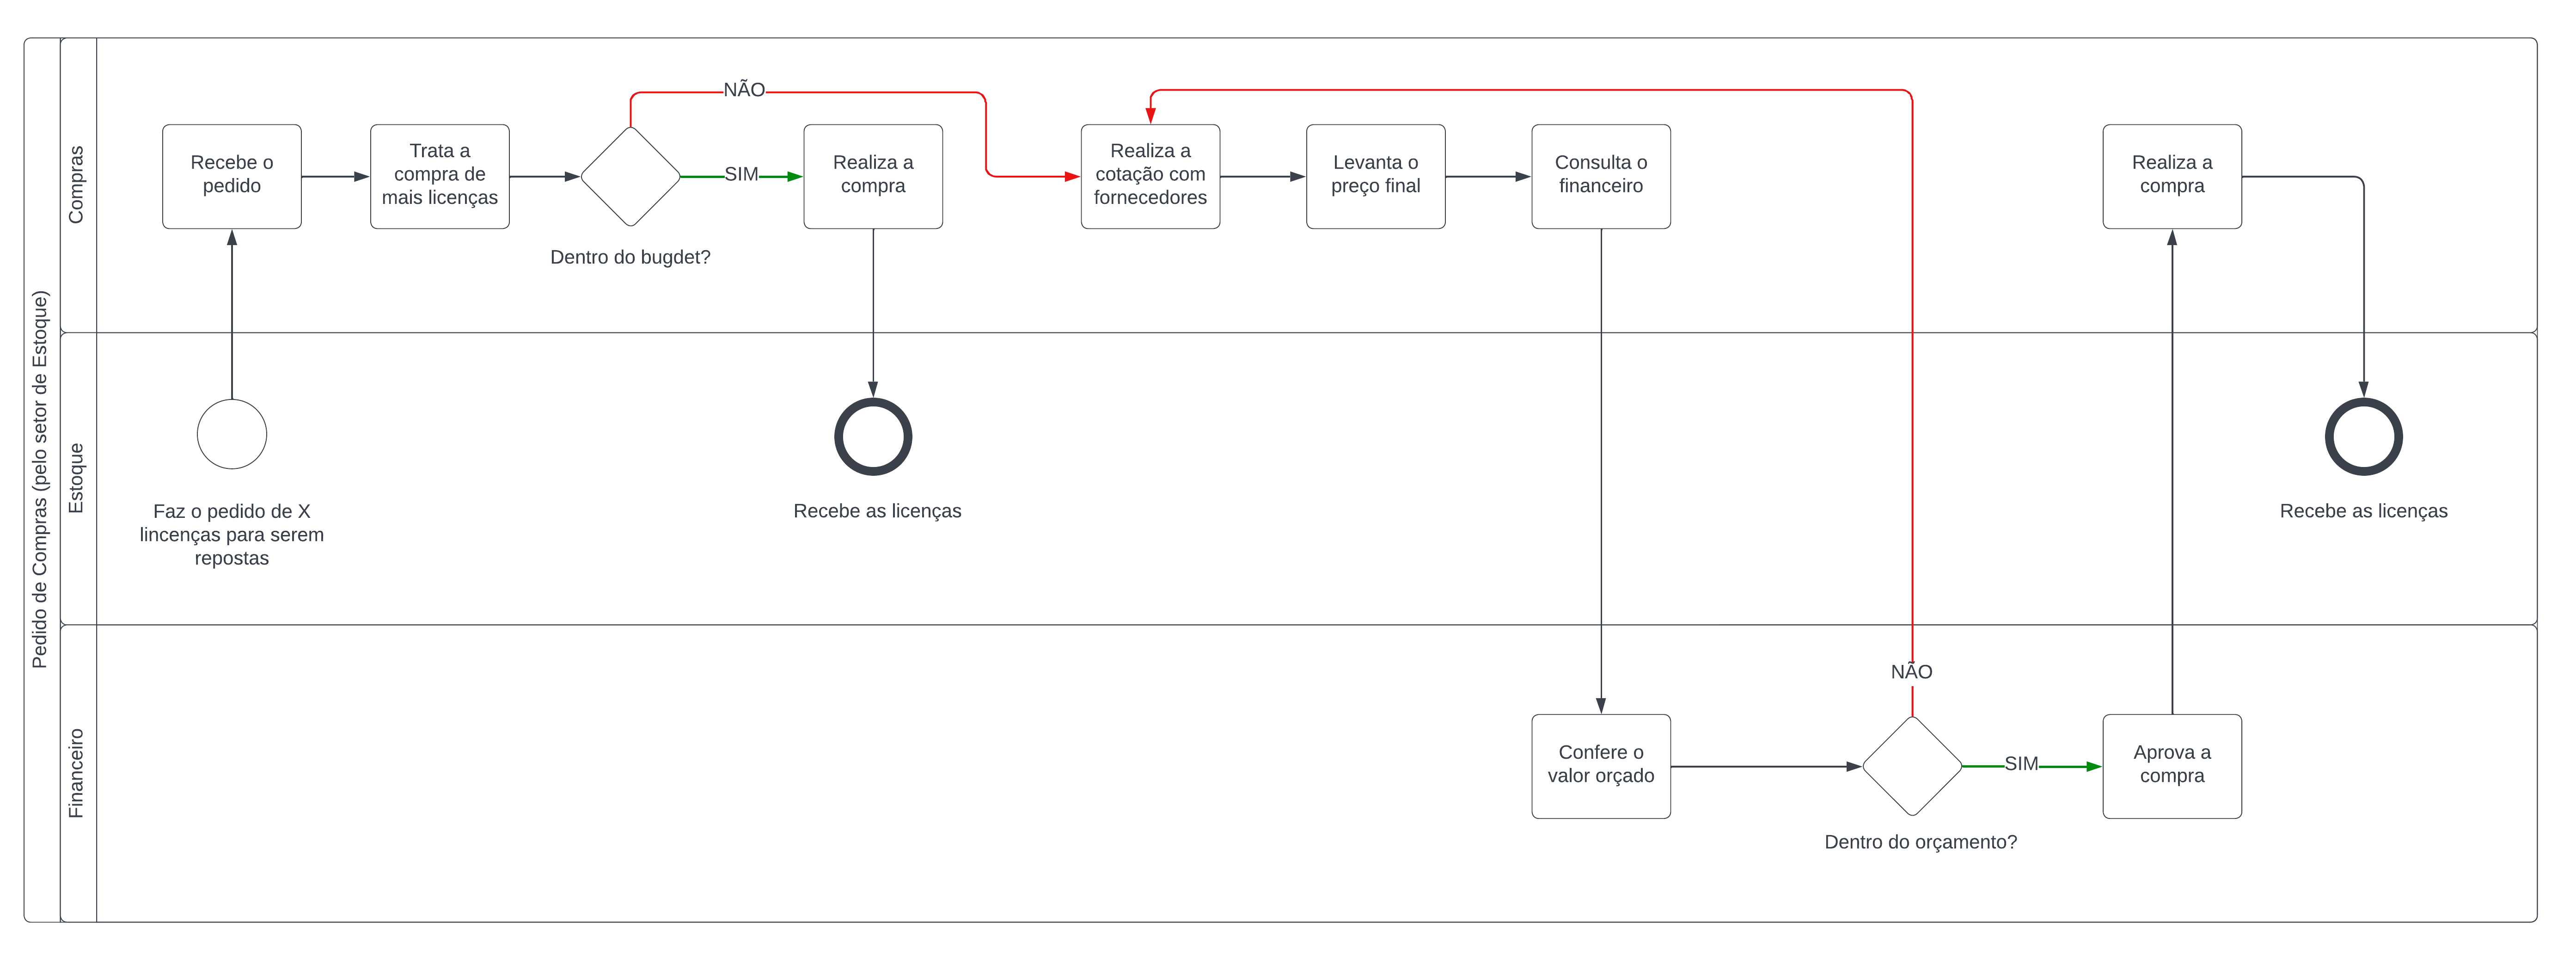 Pedido de Compras (pelo setor de Estoque)
Compras
Recebe o
pedido
Trata a
compra de
mais licenças
Dentro do bugdet?
NÃO
SIM
Realiza a
compra
Realiza a
cotação com
fornecedores
Levanta o
preço final
Consulta o
financeiro
Realiza a
compra
Estoque
Faz o pedido de X
lincenças para serem
repostas
Recebe as licenças
Recebe as licenças
Financeiro
Confere o
valor orçado
NÃO
Dentro do orçamento?
SIM
Aprova a
compra